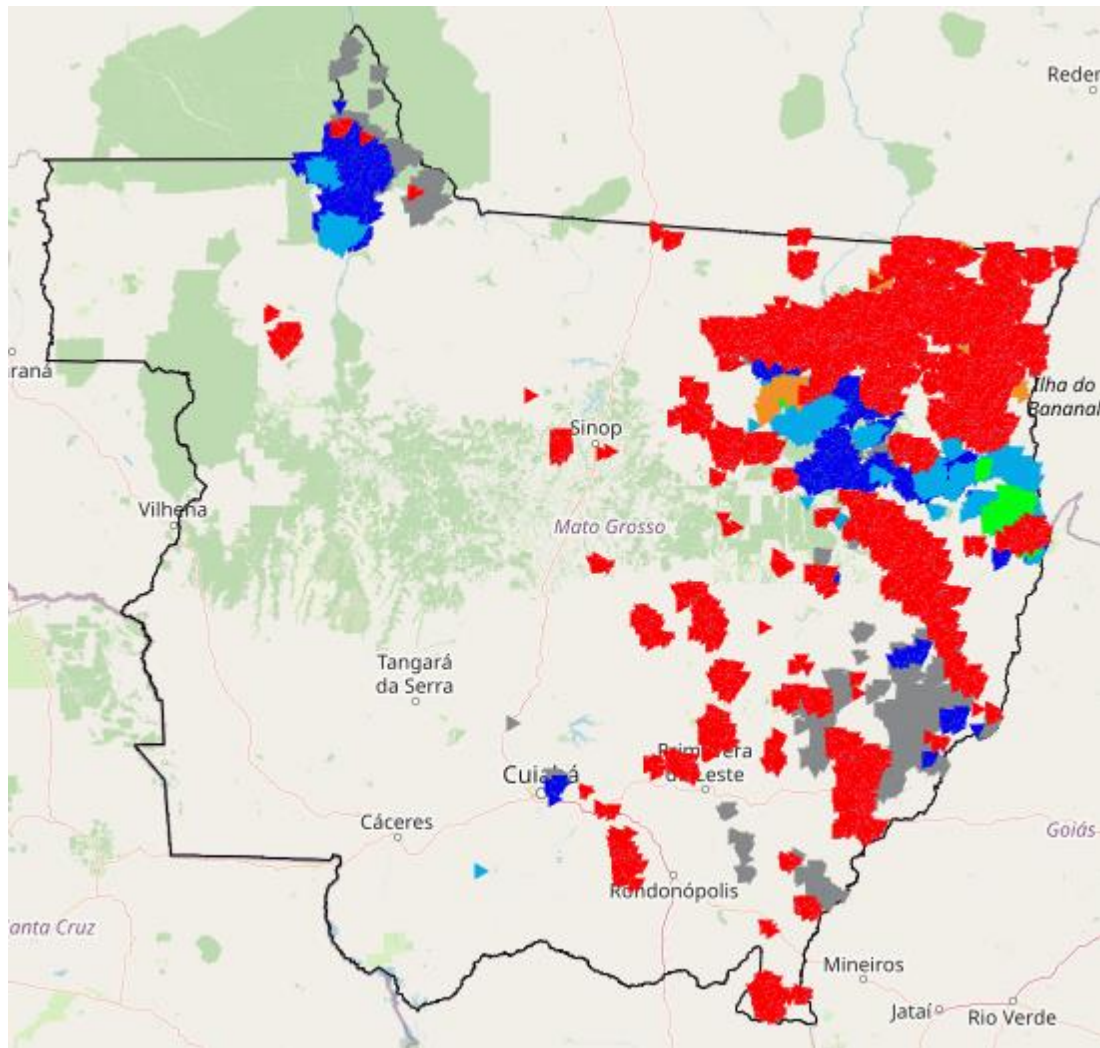 Reden
Ilha do
Bananal
araná
Sinop
Vilhena
Mato Grosso
Tangará
da Serra
Primavera
do Leste
Cuiabá
Cáceres
Goiás
Rondonópolis
Santa Cruz
Mineiros
Jataí
Rio Verde